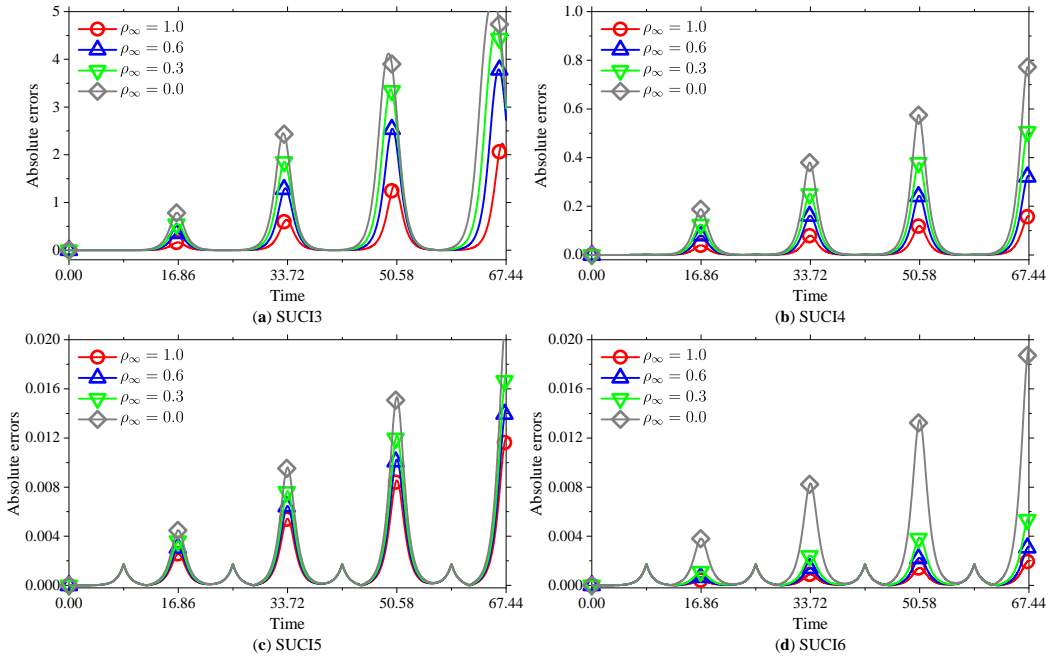 5
4
3
2
1
0
Absolute errors
ρ∞ = 1.0
ρ∞ = 0.6
ρ∞ = 0.3
ρ∞ = 0.0
0.00 16.86 33.72 50.58 67.44
Time
(a) SUCI3
1.0
0.8
0.6
0.4
0.2
0.0
Absolute errors
ρ∞ = 1.0
ρ∞ = 0.6
ρ∞ = 0.3
ρ∞ = 0.0
0.00 16.86 33.72 50.58 67.44
Time
(b) SUCI4
0.020
0.016
0.012
0.008
0.004
0.000
Absolute errors
ρ∞ = 1.0
ρ∞ = 0.6
ρ∞ = 0.3
ρ∞ = 0.0
0.00 16.86 33.72 50.58 67.44
Time
(c) SUCI5
0.020
0.016
0.012
0.008
0.004
0.000
Absolute errors
ρ∞ = 1.0
ρ∞ = 0.6
ρ∞ = 0.3
ρ∞ = 0.0
0.00 16.86 33.72 50.58 67.44
Time
(d) SUCI6